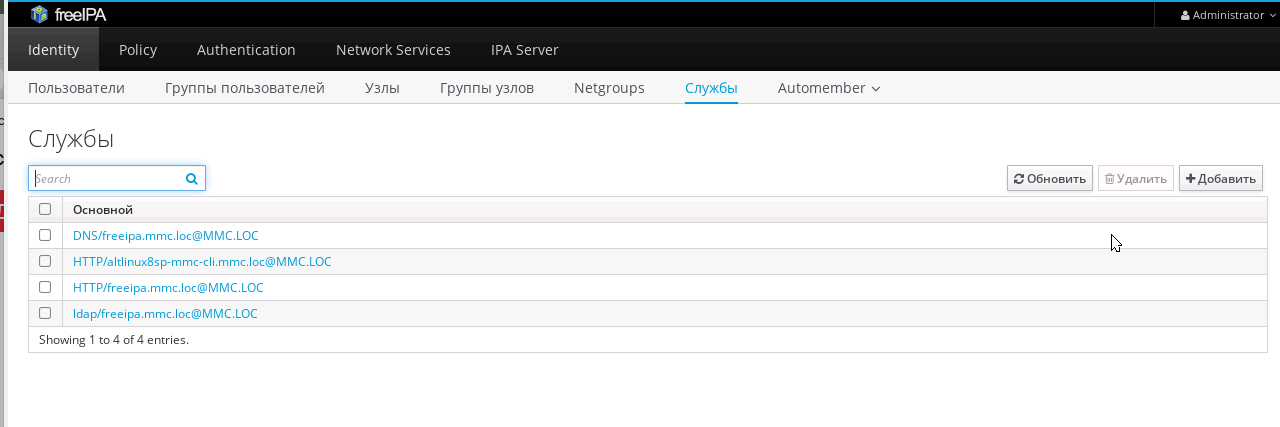 freeIPA Administrator
Identity Policy Authentication Network Services IPA Server
Пользователи Группы пользователей Узлы Группы узлов Netgroups Службы Automember
Службы
Search Обновить Удалить Добавить
Основной
DNS/freeipa.mmc.loc@MMC.LOC
HTTP/altlinux8sp-mmc-cli.mmc.loc@MMC.LOC
HTTP/freeipa.mmc.loc@MMC.LOC
ldap/freeipa.mmc.loc@MMC.LOC
Showing 1 to 4 of 4 entries.